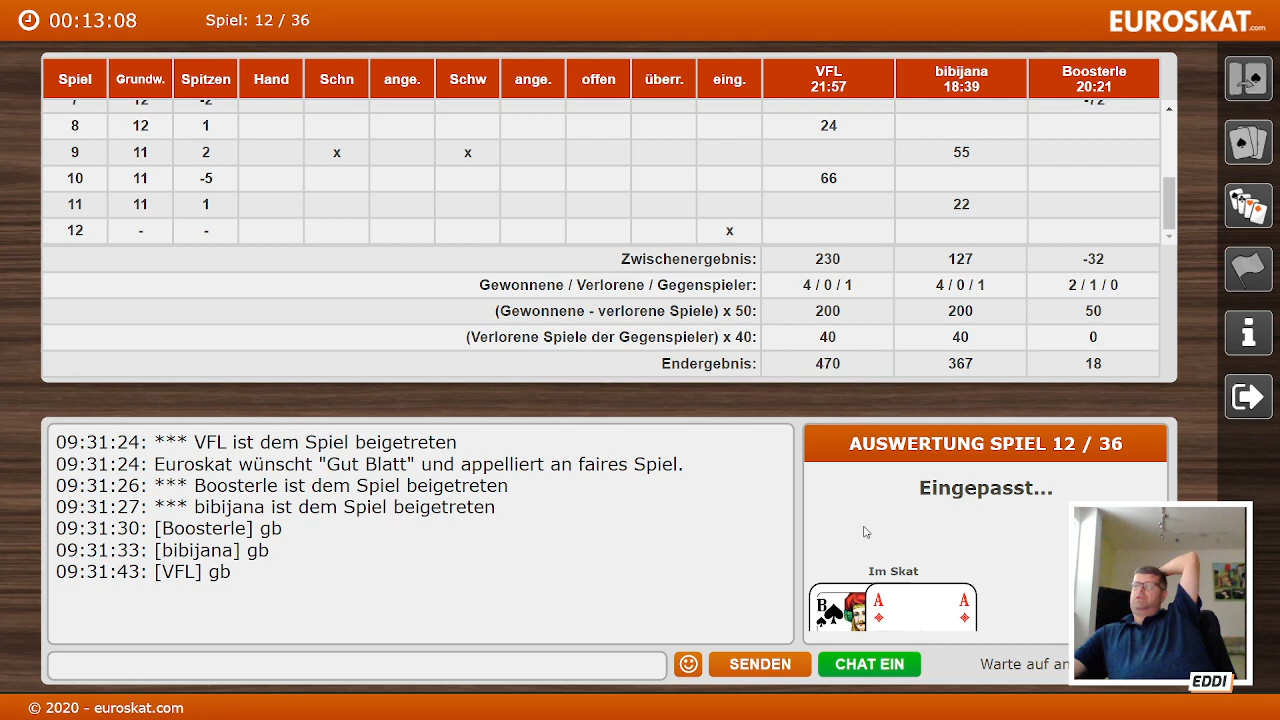 00:13:08 Spiel: 12 / 36 EUROSKAT.com
Spiel Grundw. Spitzen Hand Schn ange. Schw ange. offen überr. eing. VFL 21:57 bibijana 18:39 Boosterle 20:21
7 12 -2 -72
8 12 1 24
9 11 2 x x 55
10 11 -5 66
11 11 1 22
12 - - x
Zwischenergebnis: 230 127 -32
Gewonnene / Verlorene / Gegenspieler: 4 / 0 / 1 4 / 0 / 1 2 / 1 / 0
(Gewonnene - verlorene Spiele) x 50: 200 200 50
(Verlorene Spiele der Gegenspieler) x 40: 40 40 0
Endergebnis: 470 367 18
09:31:24: *** VFL ist dem Spiel beigetreten
09:31:24: Euroskat wünscht "Gut Blatt" und appelliert an faires Spiel.
09:31:26: *** Boosterle ist dem Spiel beigetreten
09:31:27: *** bibijana ist dem Spiel beigetreten
09:31:30: [Boosterle] gb
09:31:33: [bibijana] gb
09:31:43: [VFL] gb
AUSWERTUNG SPIEL 12 / 36
Eingepasst...
Im Skat
B A A
SENDEN CHAT EIN Warte auf
EDDI
© 2020 - euroskat.com